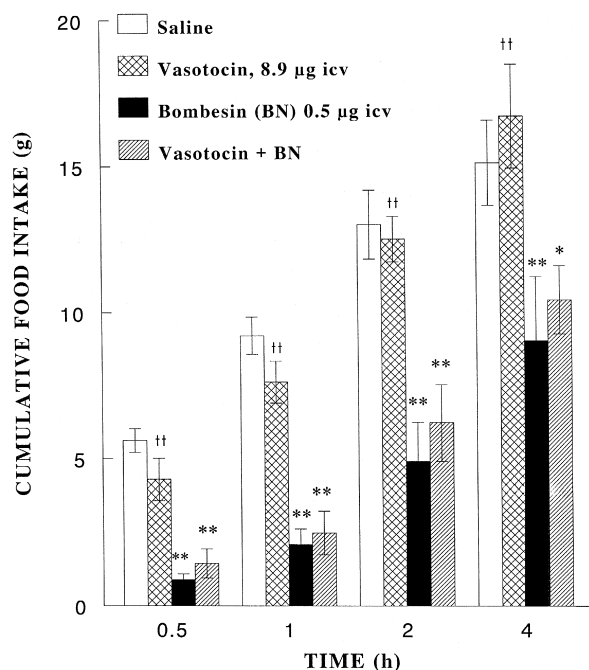 20
15
10
5
0
CUMULATIVE FOOD INTAKE (g)
Saline
Vasotocin, 8.9 µg icv
Bombesin (BN) 0.5 µg icv
Vasotocin + BN
††
**
**
††
**
**
††
**
**
††
**
*
0.5 1 2 4
TIME (h)